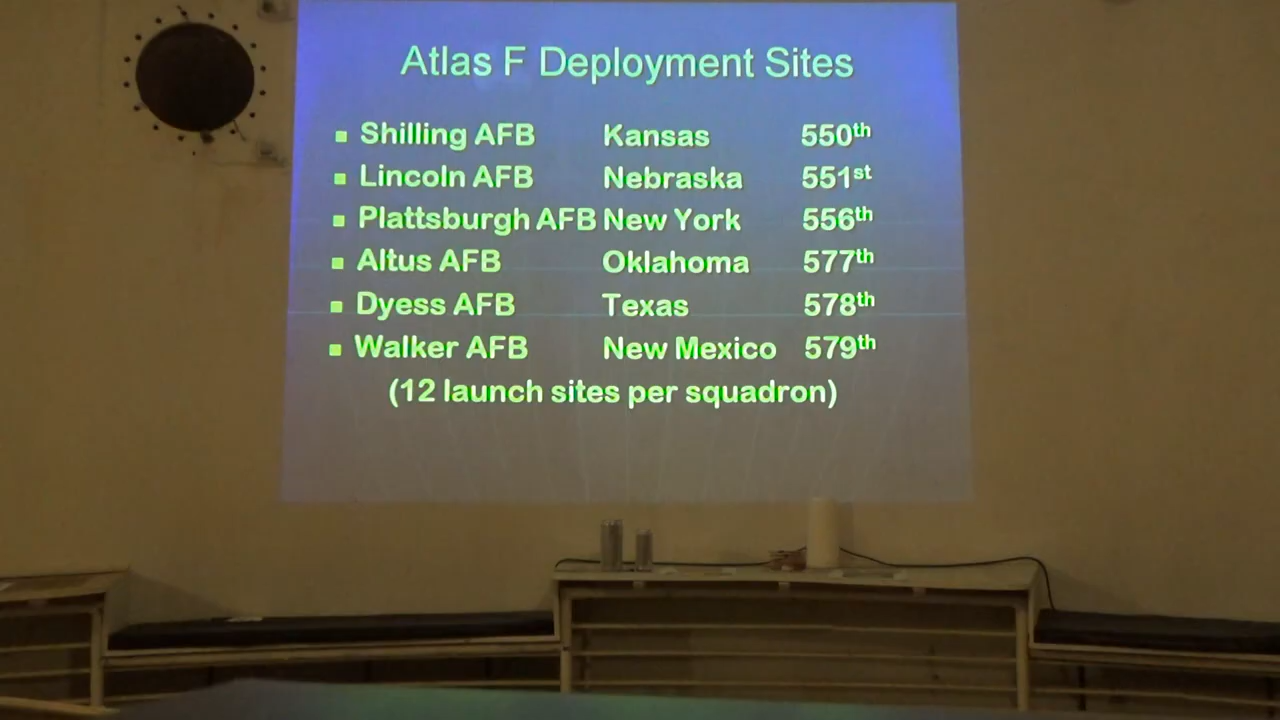 Atlas F Deployment Sites
Shilling AFB Kansas 550th
Lincoln AFB Nebraska 551st
Plattsburgh AFB New York 556th
Altus AFB Oklahoma 577th
Dyess AFB Texas 578th
Walker AFB New Mexico 579th
(12 launch sites per squadron)